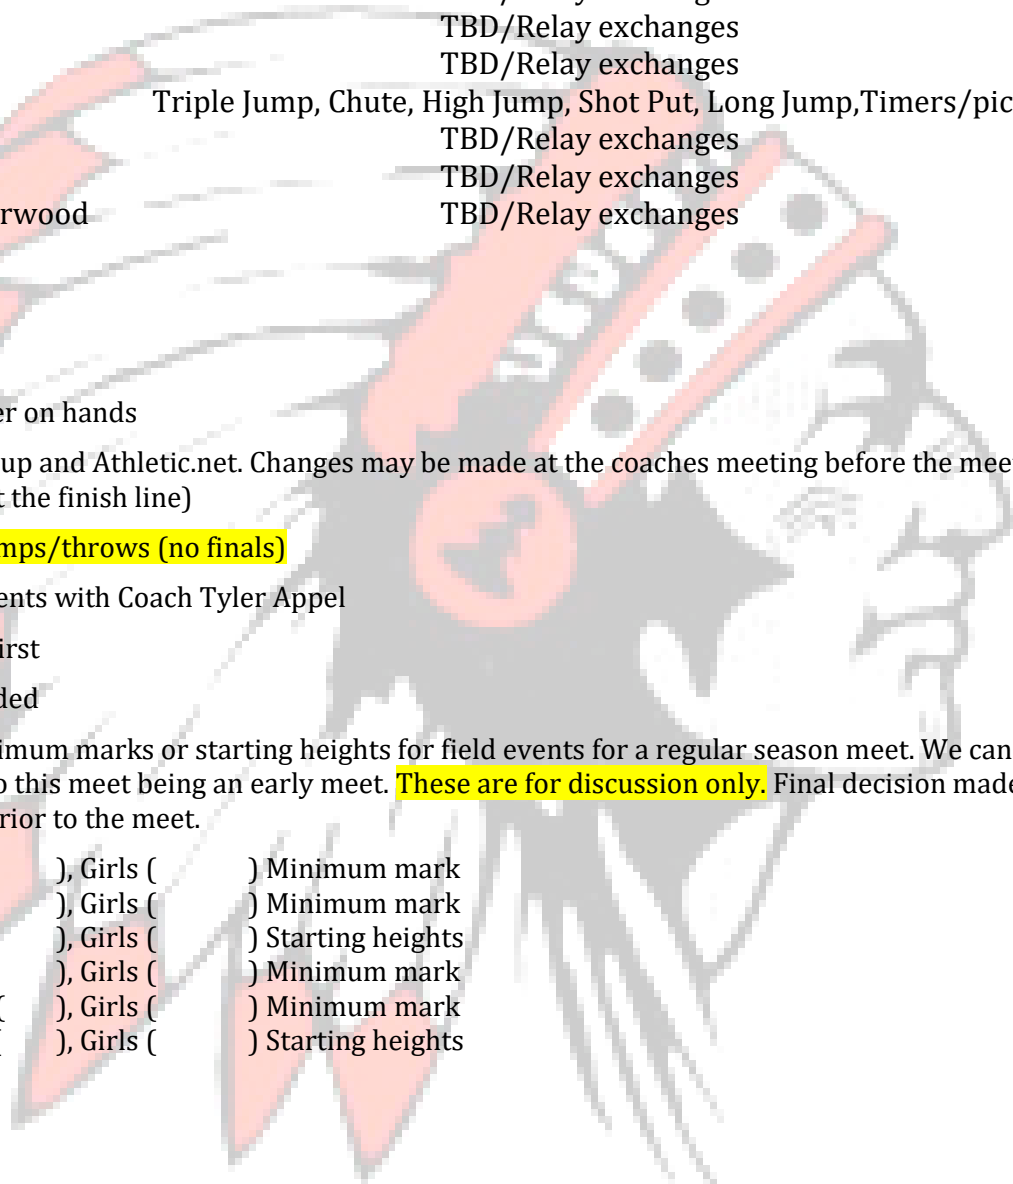 TBD/Relay exchanges
TBD/Relay exchanges
Triple Jump, Chute, High Jump, Shot Put, Long Jump,Timers/pic
TBD/Relay exchanges
TBD/Relay exchanges
rwood TBD/Relay exchanges
er on hands
up and Athletic.net. Changes may be made at the coaches meeting before the mee
t the finish line)
mps/throws (no finals)
ents with Coach Tyler Appel
irst
ded
imum marks or starting heights for field events for a regular season meet. We can
o this meet being an early meet. These are for discussion only. Final decision made
rior to the meet.
), Girls ( ) Minimum mark
), Girls ( ) Minimum mark
), Girls ( ) Starting heights
), Girls ( ) Minimum mark
( ), Girls ( ) Minimum mark
( ), Girls ( ) Starting heights